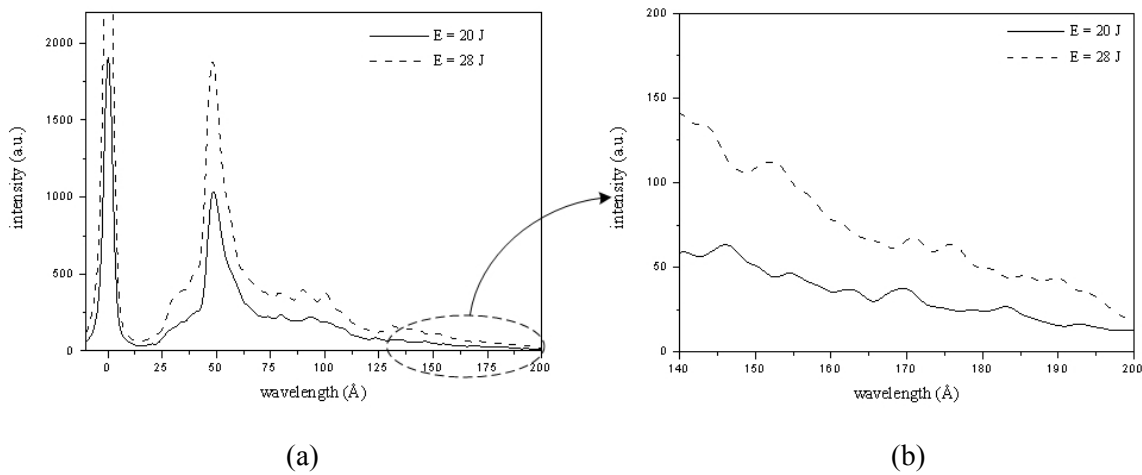 E = 20 J
E = 28 J
intensity (a.u.)
2000
1500
1000
500
0
0 25 50 75 100 125 150 175 200
wavelength (Å)
(a)
E = 20 J
E = 28 J
intensity (a.u.)
200
150
100
50
0
140 150 160 170 180 190 200
wavelength (Å)
(b)